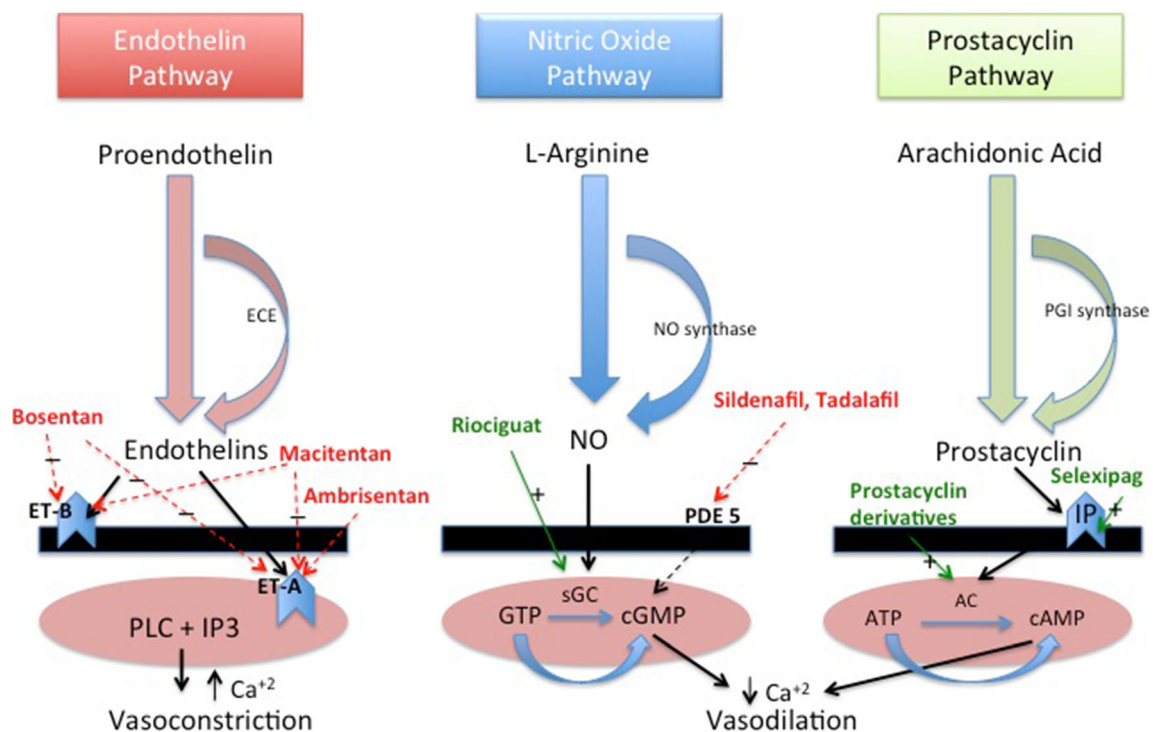 Endothelin
Pathway
Nitric Oxide
Pathway
Prostacyclin
Pathway
Proendothelin
L-Arginine
Arachidonic Acid
ECE
NO synthase
PGI synthase
Bosentan
Endothelins
Macitentan
Ambrisentan
ET-B
ET-A
PLC + IP3
Ca+2
Vasoconstriction
Riociguat
NO
Sildenafil, Tadalafil
+
PDE 5
sGC
GTP
cGMP
Prostacyclin
Selexipag
Prostacyclin
derivatives
IP
+
+
AC
ATP
cAMP
Ca+2
Vasodilation